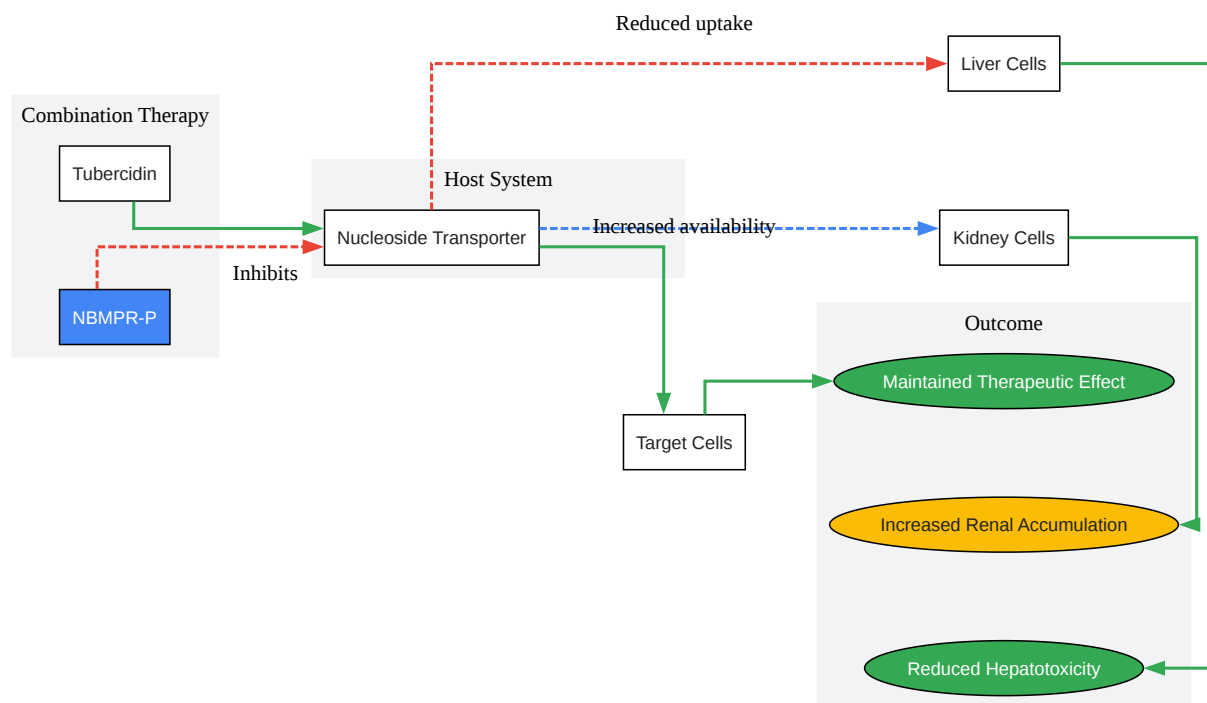 Reduced uptake
Liver Cells
Combination Therapy
Tubercidin
Host System
Nucleoside Transporter
Increased availability
Kidney Cells
Inhibits
NBMPR-P
Outcome
Maintained Therapeutic Effect
Target Cells
Increased Renal Accumulation
Reduced Hepatotoxicity